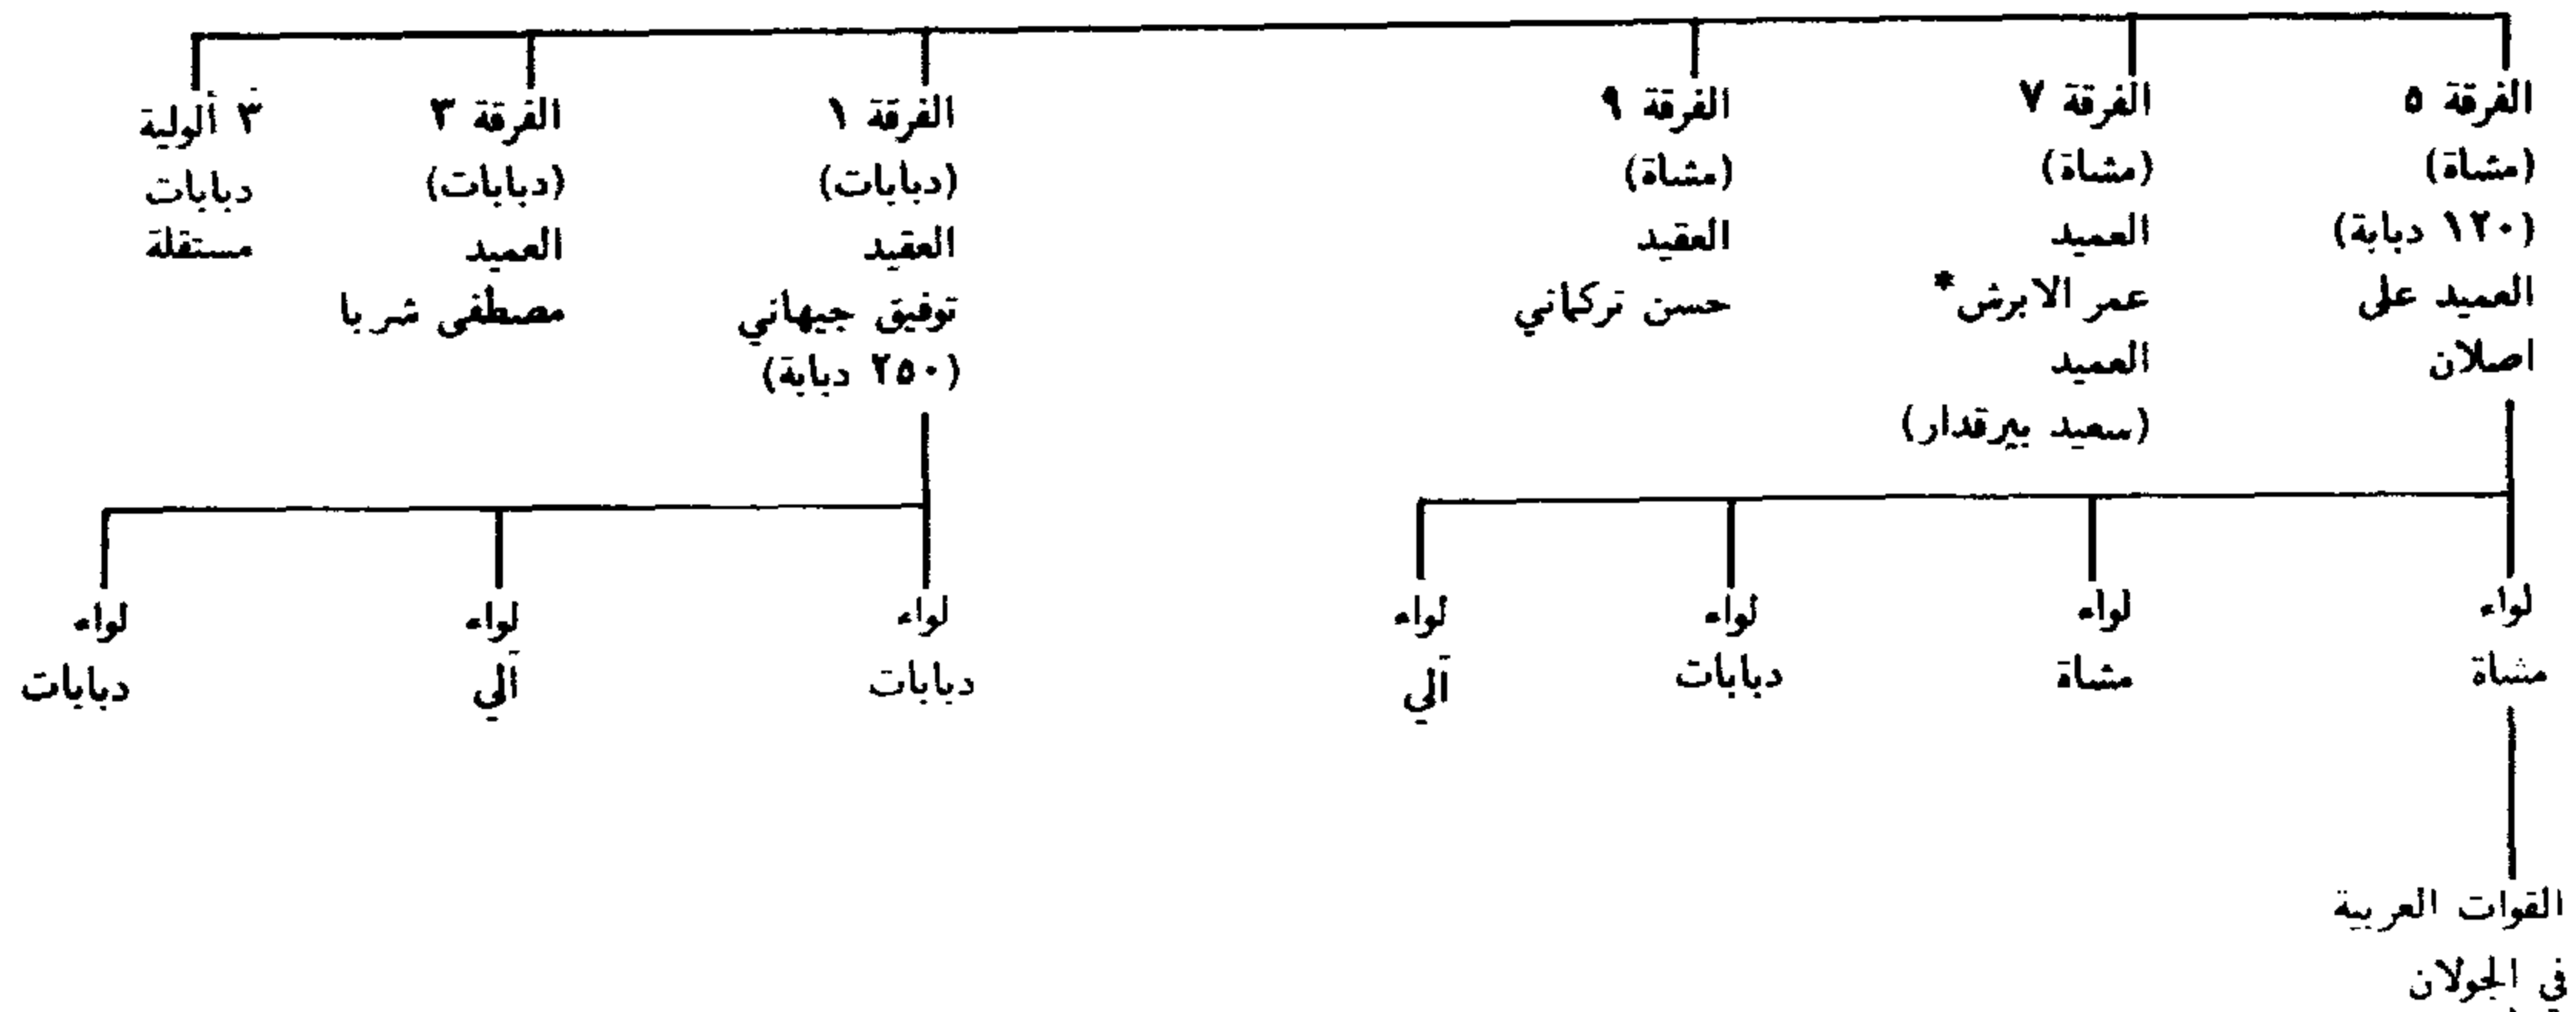 الفرقة ٥
(مشاة)
(١٢٠ دبابة)
العميد على
اصلان
الفرقة ٧
(مشاة)
العميد
عمر الابرش*
العميد
(سعيد بيرقدار)
الفرقة ٩
(مشاة)
العقيد
حسن تركماني
الفرقة ١
(دبابات)
العقيد
توفيق جيهاني
(٢٥٠ دبابة)
الفرقة ٣
(دبابات)
العميد
مصطفى شربا
٣ ألولية
دبابات
مستقلة
لواء
مشاة
لواء
مشاة
لواء
دبابات
لواء
آلي
لواء
دبابات
لواء
آلي
لواء
دبابات
القوات العربية
في الجولان